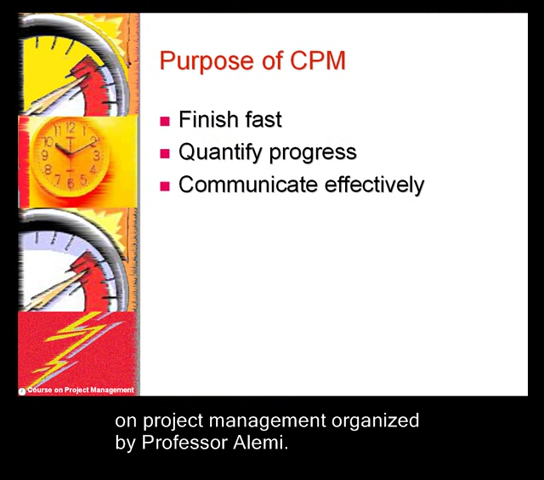 Purpose of CPM
Finish fast
Quantify progress
Communicate effectively
Course on Project Management
on project management organized
by Professor Alemi.